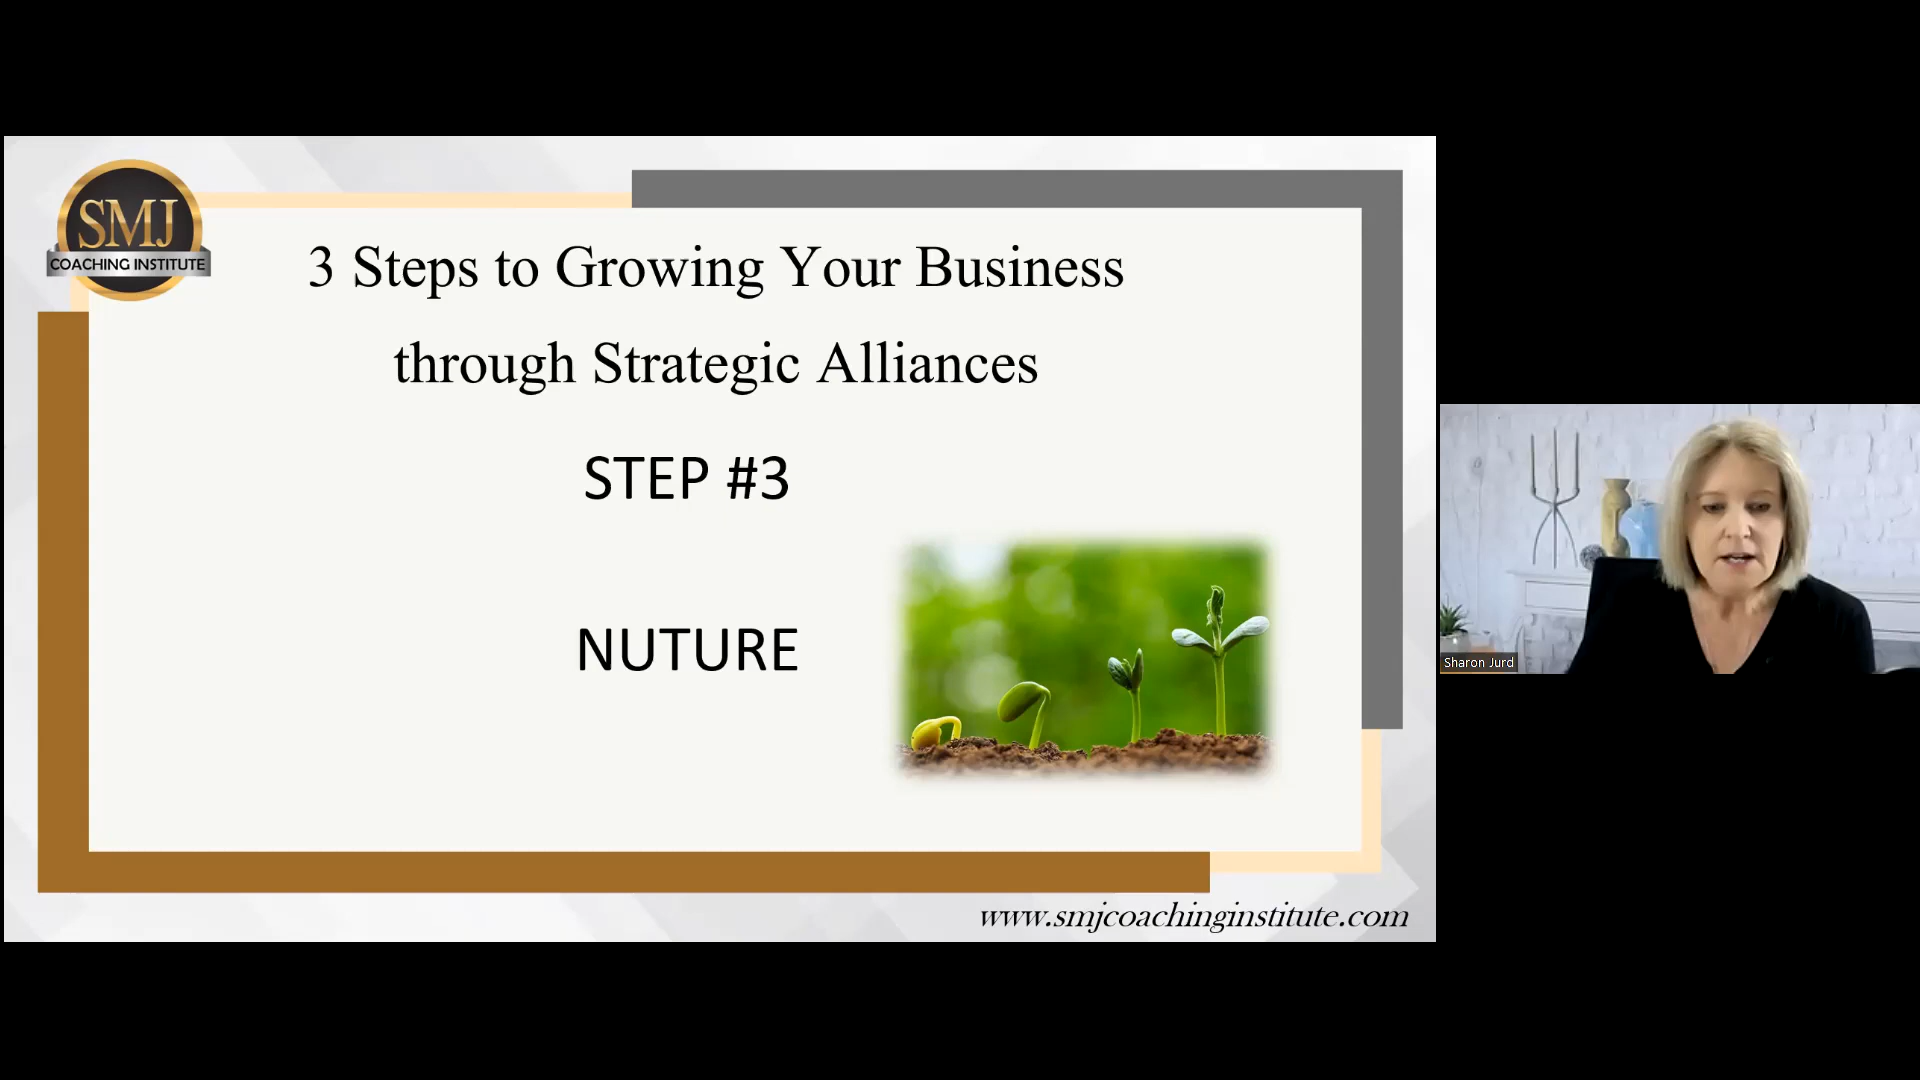 SMJ
COACHING INSTITUTE
3 Steps to Growing Your Business
through Strategic Alliances
STEP #3
NUTURE
www.smjcoachinginstitute.com
Sharon Jurd